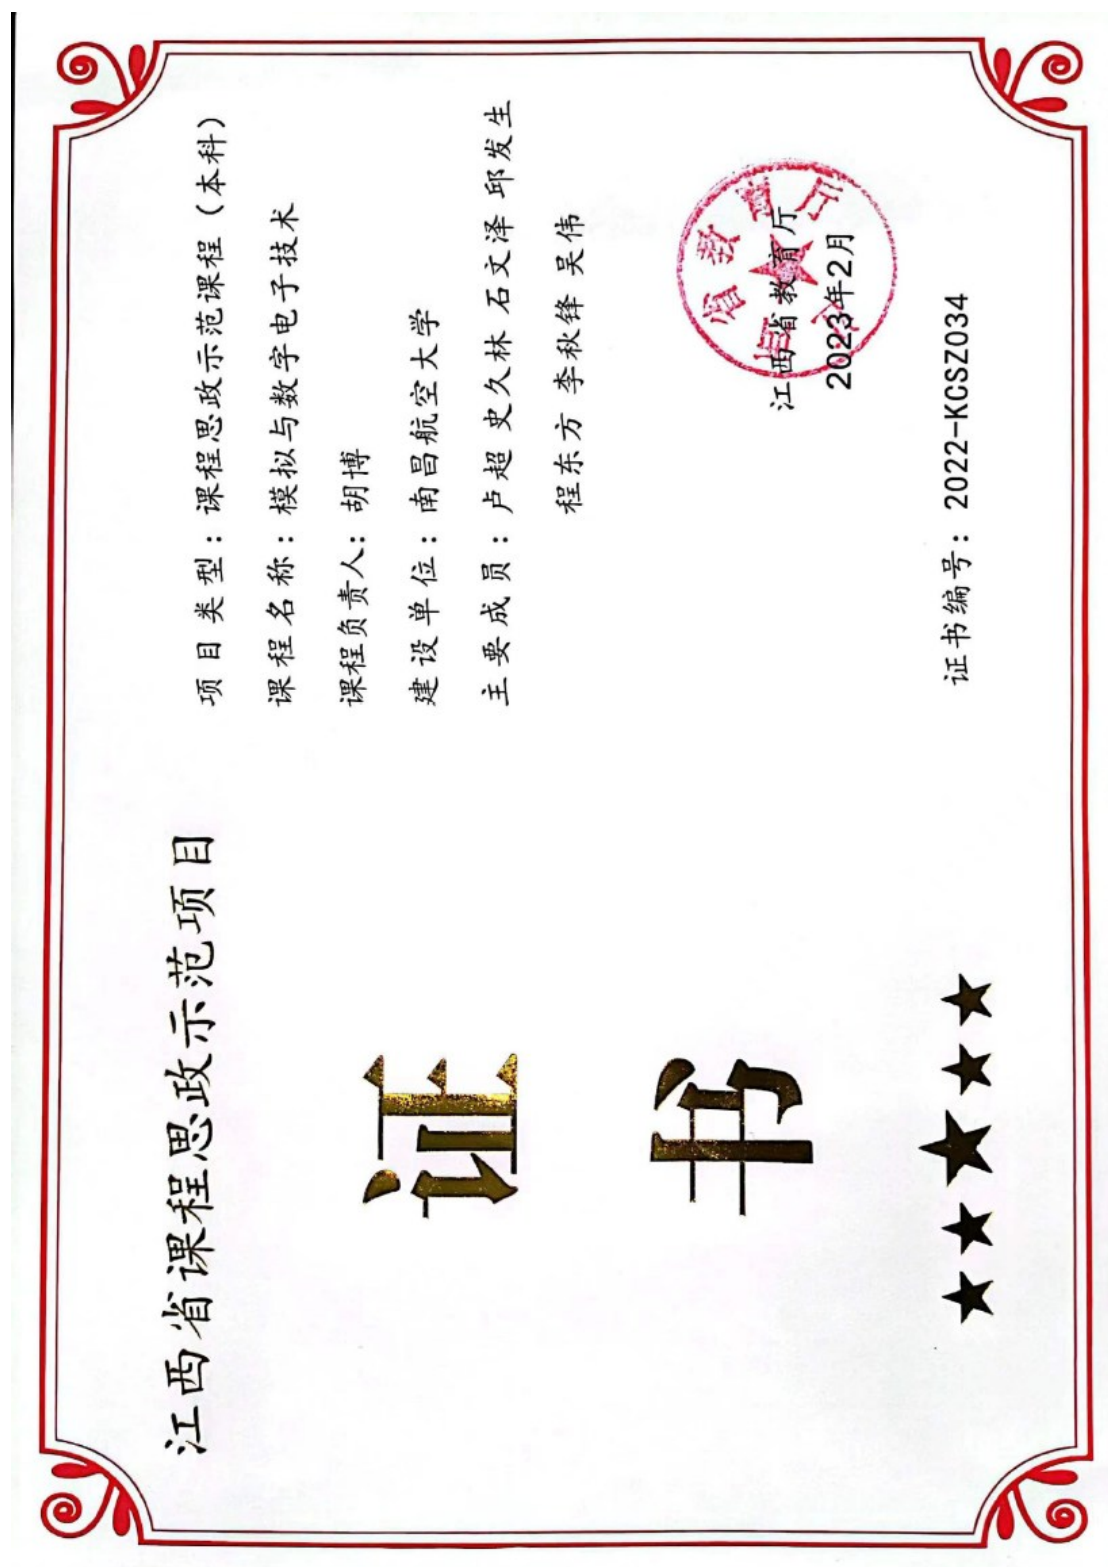 江西省课程思政示范项目
证
书
项目类型：课程思政示范课程（本科）
课程名称：模拟与数字电子技术
课程负责人：胡博
建设单位：南昌航空大学
主要成员：卢超 史久林 石文泽 邱发生
程东方 李秋锋 吴伟
江西省教育厅
2023年2月
证书编号：2022-KCSZ034